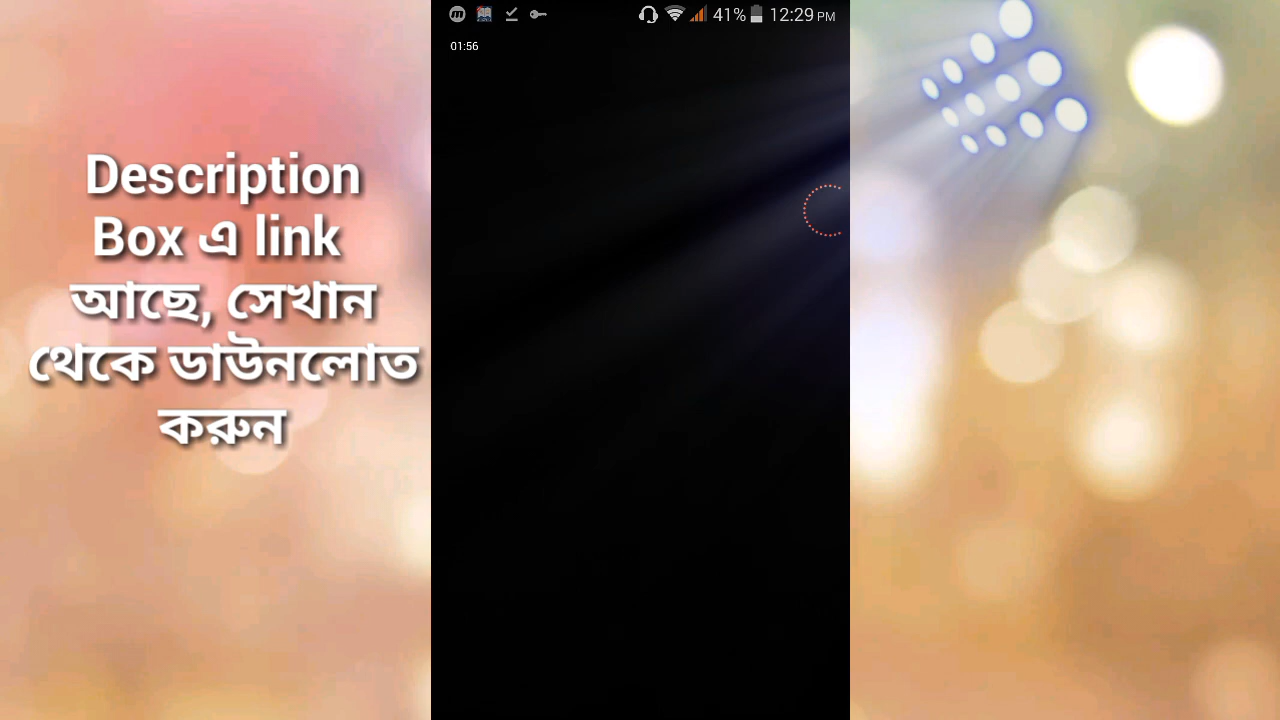 Description
Box এ link
আছে, সেখান
থেকে ডাউনলোত
করুন
41% 12:29 PM
01:56